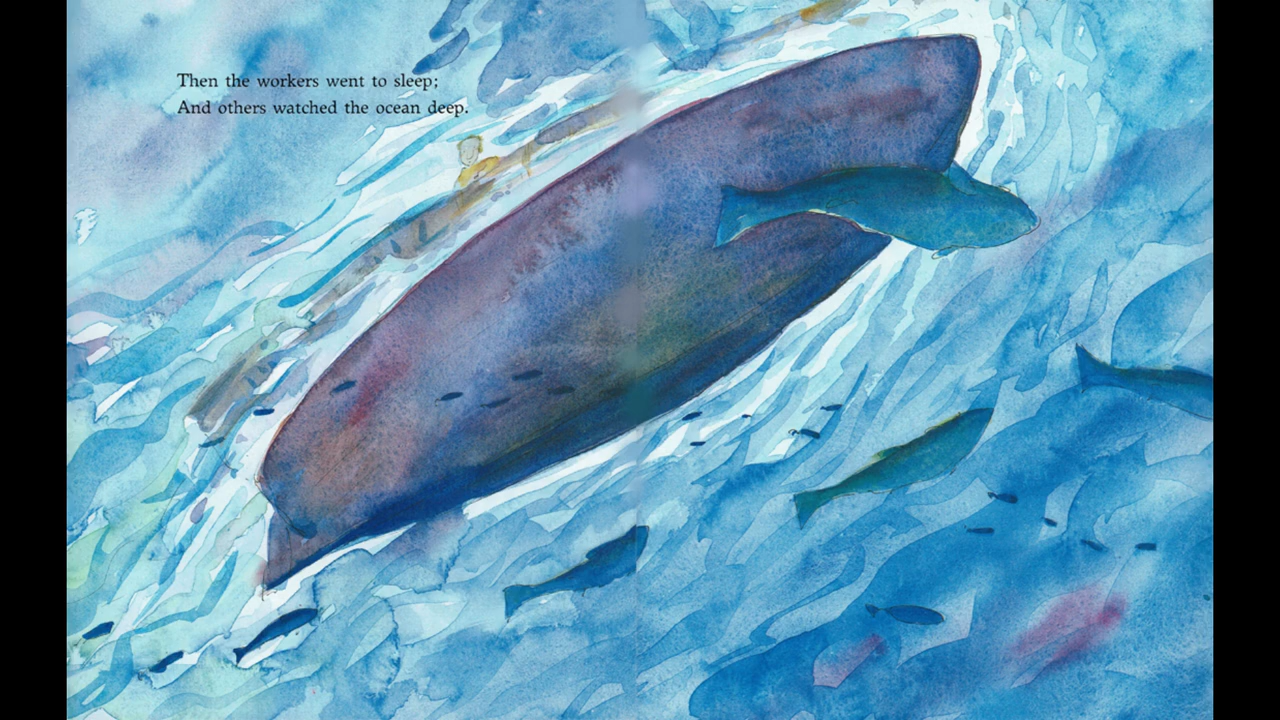 Then the workers went to sleep;
And others watched the ocean deep.